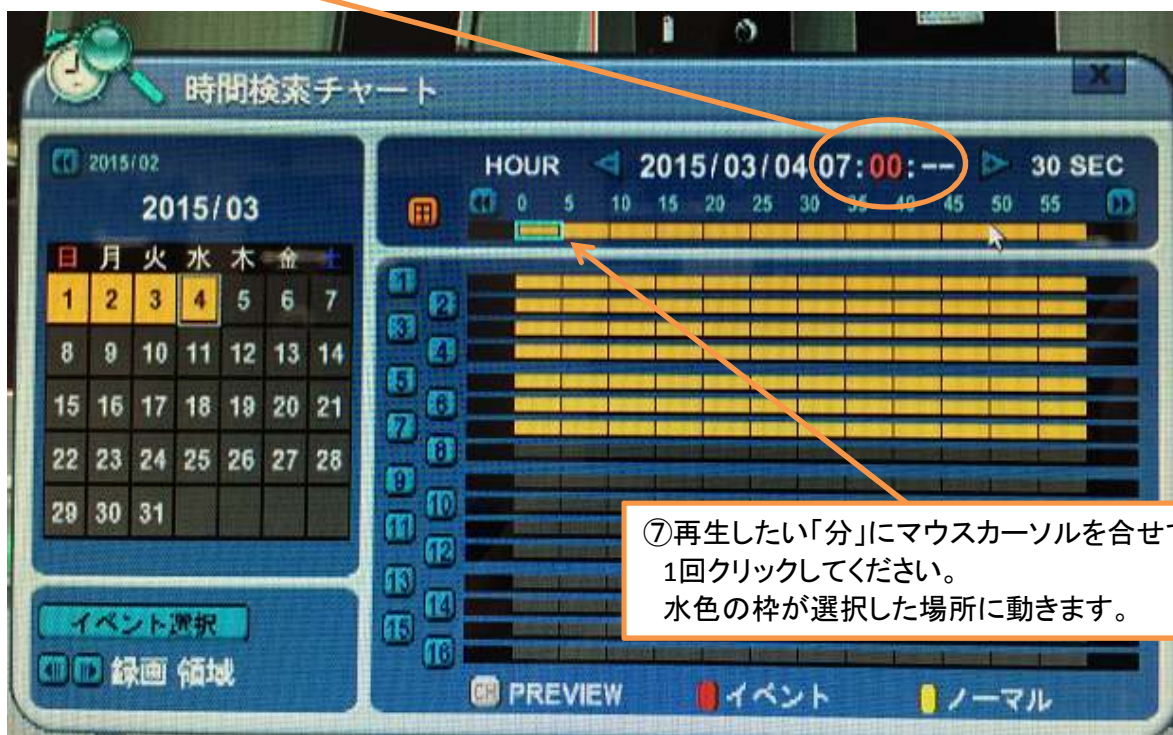 時間検索チャート
X
2015/02
2015/03
日 月 火 水 木 金 土
1 2 3 4 5 6 7
8 9 10 11 12 13 14
15 16 17 18 19 20 21
22 23 24 25 26 27 28
29 30 31
イベント選択
録画 領域
HOUR 2015/03/04 07:00:-- 30 SEC
0 5 10 15 20 25 30 35 40 45 50 55
1
2
3
4
5
6
7
8
9
10
11
12
13
14
15
16
⑦再生したい「分」にマウスカーソルを合せて
1回クリックしてください。
水色の枠が選択した場所に動きます。
CH PREVIEW イベント ノーマル